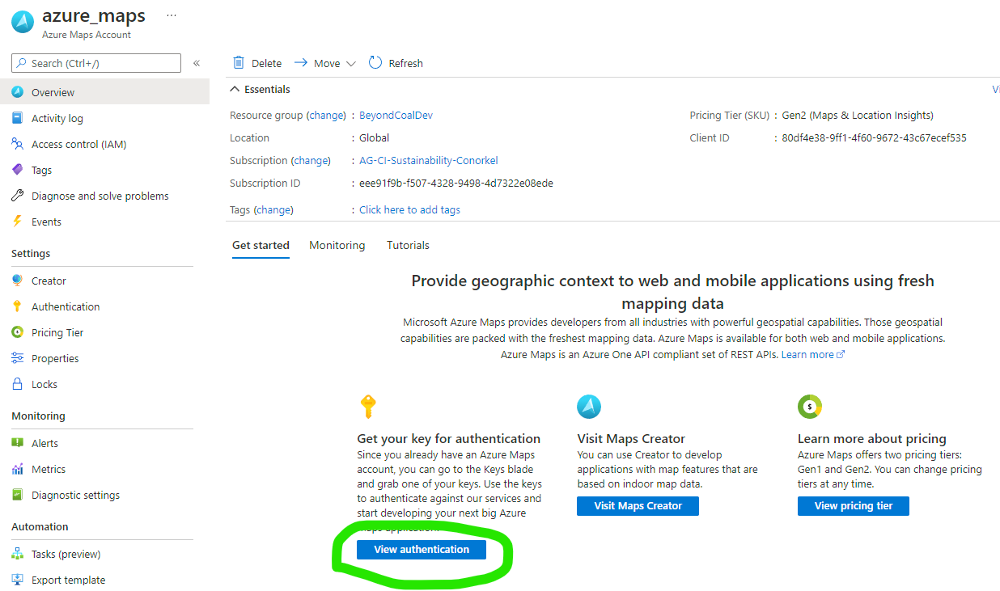 azure_maps ...
Azure Maps Account
Search (Ctrl+/) «
Overview
Activity log
Access control (IAM)
Tags
Diagnose and solve problems
Events
Settings
Creator
Authentication
Pricing Tier
Properties
Locks
Monitoring
Alerts
Metrics
Diagnostic settings
Automation
Tasks (preview)
Export template
Delete Move Refresh
Essentials
Resource group (change) : BeyondCoalDev
Location : Global
Subscription (change) : AG-CI-Sustainability-Conorkel
Subscription ID : eee91f9b-f507-4328-9498-4d7322e08ede
Tags (change) : Click here to add tags
Pricing Tier (SKU) : Gen2 (Maps & Location Insights)
Client ID : 80df4e38-9ff1-4f60-9672-43c67ecef535
Get started Monitoring Tutorials
Provide geographic context to web and mobile applications using fresh
mapping data
Microsoft Azure Maps provides developers from all industries with powerful geospatial capabilities. Those geospatial
capabilities are packed with the freshest mapping data. Azure Maps is available for both web and mobile applications.
Azure Maps is an Azure One API compliant set of REST APIs. Learn more
Get your key for authentication
Since you already have an Azure Maps
account, you can go to the Keys blade
and grab one of your keys. Use the keys
to authenticate against our services and
start developing your next big Azure
application.
View authentication
Visit Maps Creator
You can use Creator to develop
applications with map features that are
based on indoor map data.
Visit Maps Creator
Learn more about pricing
$
Azure Maps offers two pricing tiers:
Gen1 and Gen2. You can change pricing
tiers at any time.
View pricing tier